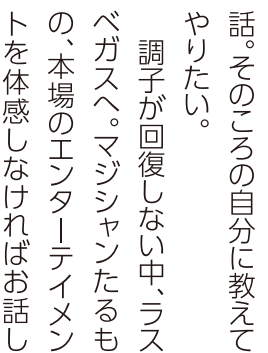 話。そのころの自分に教えて
やりたい。
　調子が回復しない中、ラス
ベガスへ。マジシャンたるも
の、本場のエンターテイメン
トを体感しなければお話し